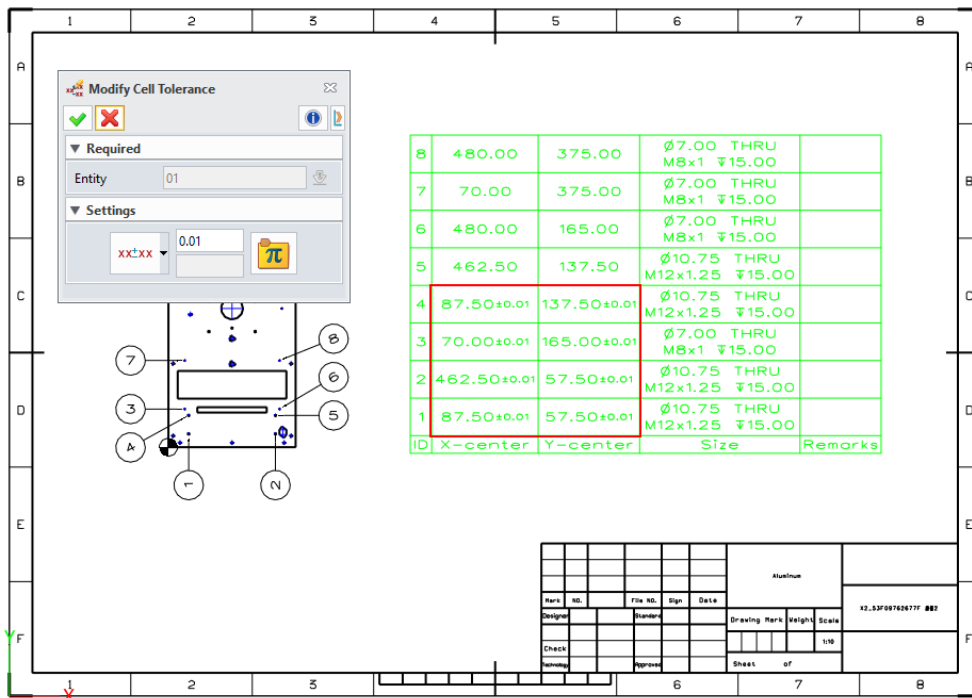 1 2 3 4 5 6 7 8
A A
Modify Cell Tolerance
Required
Entity 01
Settings
xx±xx 0.01
π
B B
C C
D D
E E
F F
8 480.00 375.00 Ø7.00 THRU
M8x1 ↧15.00
7 70.00 375.00 Ø7.00 THRU
M8x1 ↧15.00
6 480.00 165.00 Ø7.00 THRU
M8x1 ↧15.00
5 462.50 137.50 Ø10.75 THRU
M12x1.25 ↧15.00
4 87.50±0.01 137.50±0.01 Ø10.75 THRU
M12x1.25 ↧15.00
3 70.00±0.01 165.00±0.01 Ø7.00 THRU
M8x1 ↧15.00
2 462.50±0.01 57.50±0.01 Ø10.75 THRU
M12x1.25 ↧15.00
1 87.50±0.01 57.50±0.01 Ø10.75 THRU
M12x1.25 ↧15.00
ID X-center Y-center Size Remarks
7 8
6
3 5
4
1 2
Aluminum
Mark NO. File NO. Sign Date
Designer Standard
Drawing Mark Weight Scale
1:10
Check
Technology Approved
Sheet of
Y
X
1 2 3 6 7 8